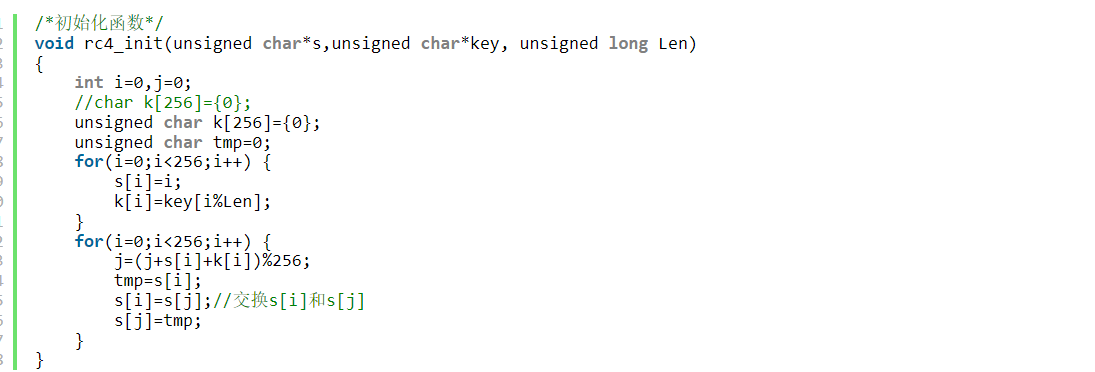 /*初始化函数*/
void rc4_init(unsigned char*s,unsigned char*key, unsigned long Len)
{
    int i=0,j=0;
    //char k[256]={0};
    unsigned char k[256]={0};
    unsigned char tmp=0;
    for(i=0;i<256;i++) {
        s[i]=i;
        k[i]=key[i%Len];
    }
    for(i=0;i<256;i++) {
        j=(j+s[i]+k[i])%256;
        tmp=s[i];
        s[i]=s[j];//交换s[i]和s[j]
        s[j]=tmp;
    }
}